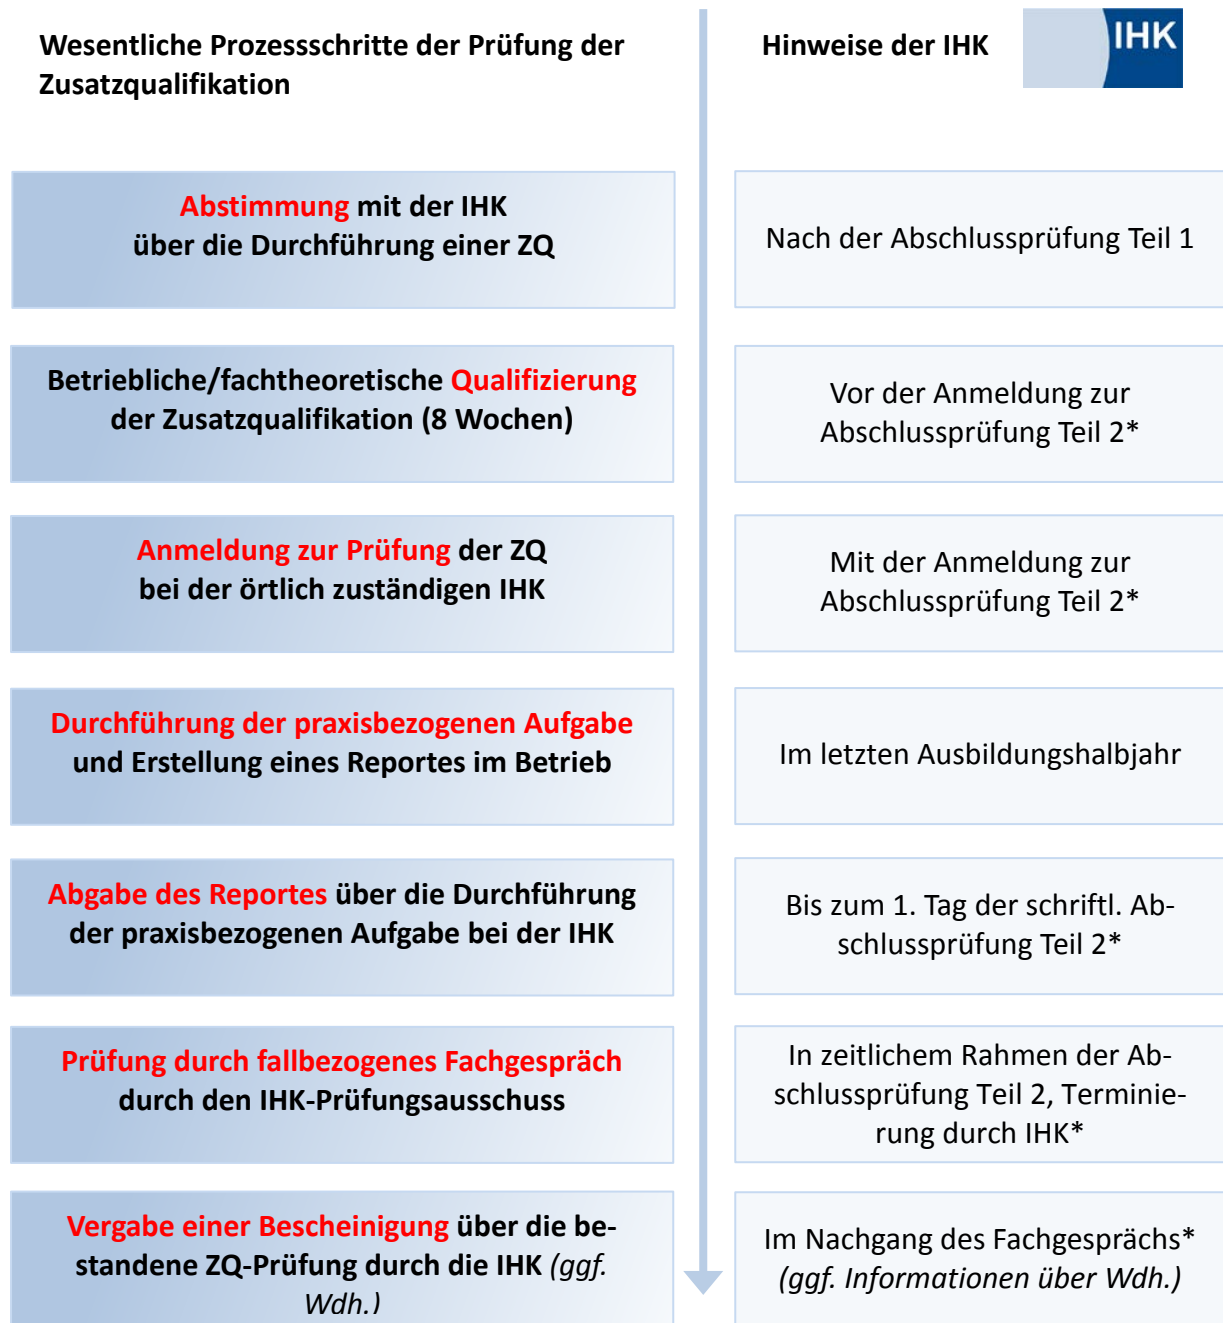 Wesentliche Prozessschritte der Prüfung der
Zusatzqualifikation
Hinweise der IHK
IHK
Abstimmung mit der IHK
über die Durchführung einer ZQ
Nach der Abschlussprüfung Teil 1
Betriebliche/fachtheoretische Qualifizierung
der Zusatzqualifikation (8 Wochen)
Vor der Anmeldung zur
Abschlussprüfung Teil 2*
Anmeldung zur Prüfung der ZQ
bei der örtlich zuständigen IHK
Mit der Anmeldung zur
Abschlussprüfung Teil 2*
Durchführung der praxisbezogenen Aufgabe
und Erstellung eines Reportes im Betrieb
Im letzten Ausbildungshalbjahr
Abgabe des Reportes über die Durchführung
der praxisbezogenen Aufgabe bei der IHK
Bis zum 1. Tag der schriftl. Ab-
schlussprüfung Teil 2*
Prüfung durch fallbezogenes Fachgespräch
durch den IHK-Prüfungsausschuss
In zeitlichem Rahmen der Ab-
schlussprüfung Teil 2, Terminie-
rung durch IHK*
Vergabe einer Bescheinigung über die be-
standene ZQ-Prüfung durch die IHK (ggf.
Wdh.)
Im Nachgang des Fachgesprächs*
(ggf. Informationen über Wdh.)